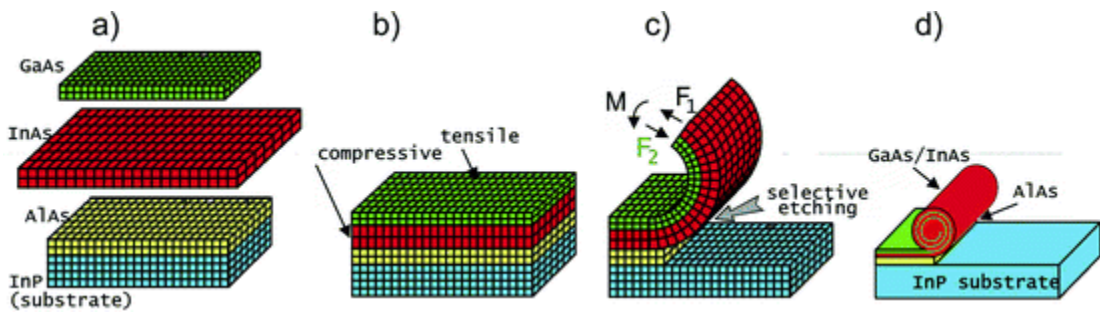 a)
GaAs
InAs
AlAs
InP
(substrate)
b)
tensile
compressive
c)
M
F1
F2
selective
etching
d)
GaAs/InAs
AlAs
InP substrate